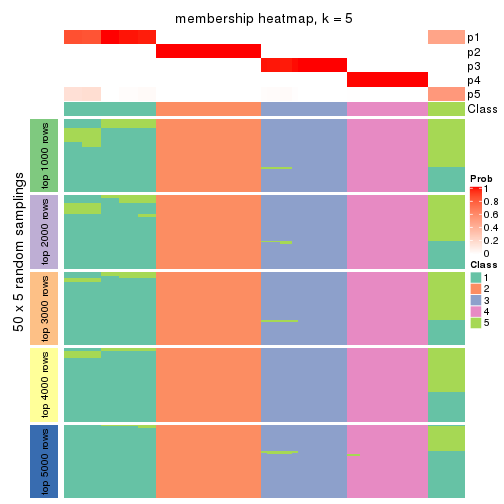 membership heatmap, k = 5
p1
p2
p3
p4
p5
Class
50 x 5 random samplings
top 1000 rows
top 2000 rows
top 3000 rows
top 4000 rows
top 5000 rows
Prob
1
0.8
0.6
0.4
0.2
0
Class
1
2
3
4
5